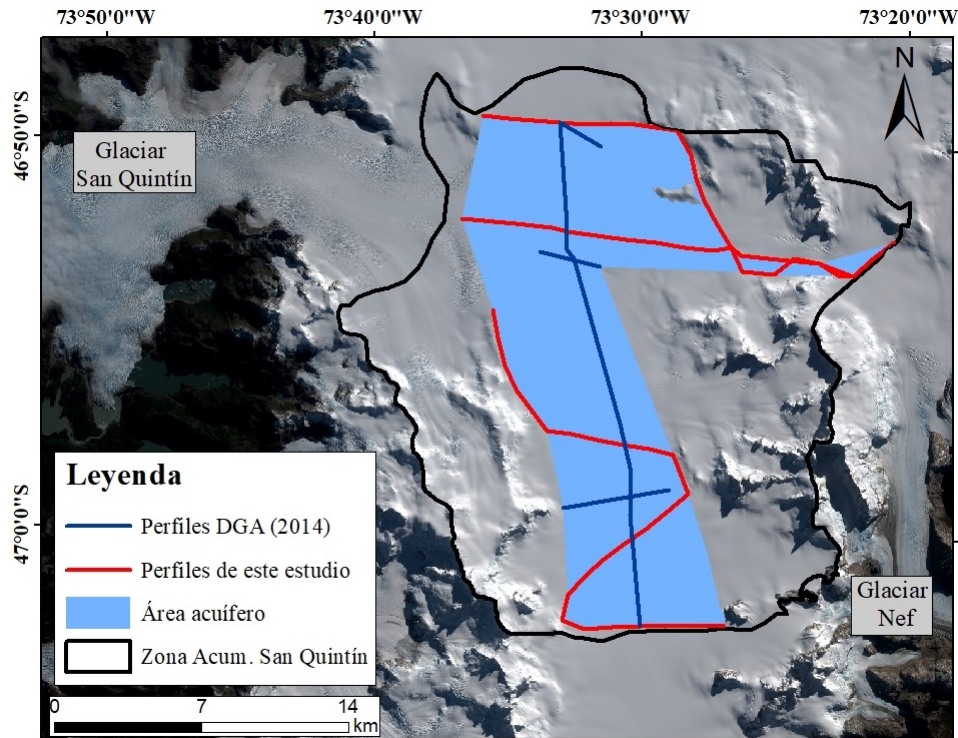 73°50'0"W
73°40'0"W
73°30'0"W
73°20'0"W
N
46°50'0"S
Glaciar
San Quintín
Leyenda
Perfiles DGA (2014)
Perfiles de este estudio
Área acuífero
Zona Acum. San Quintín
47°0'0"S
Glaciar
Nef
0
7
14
km